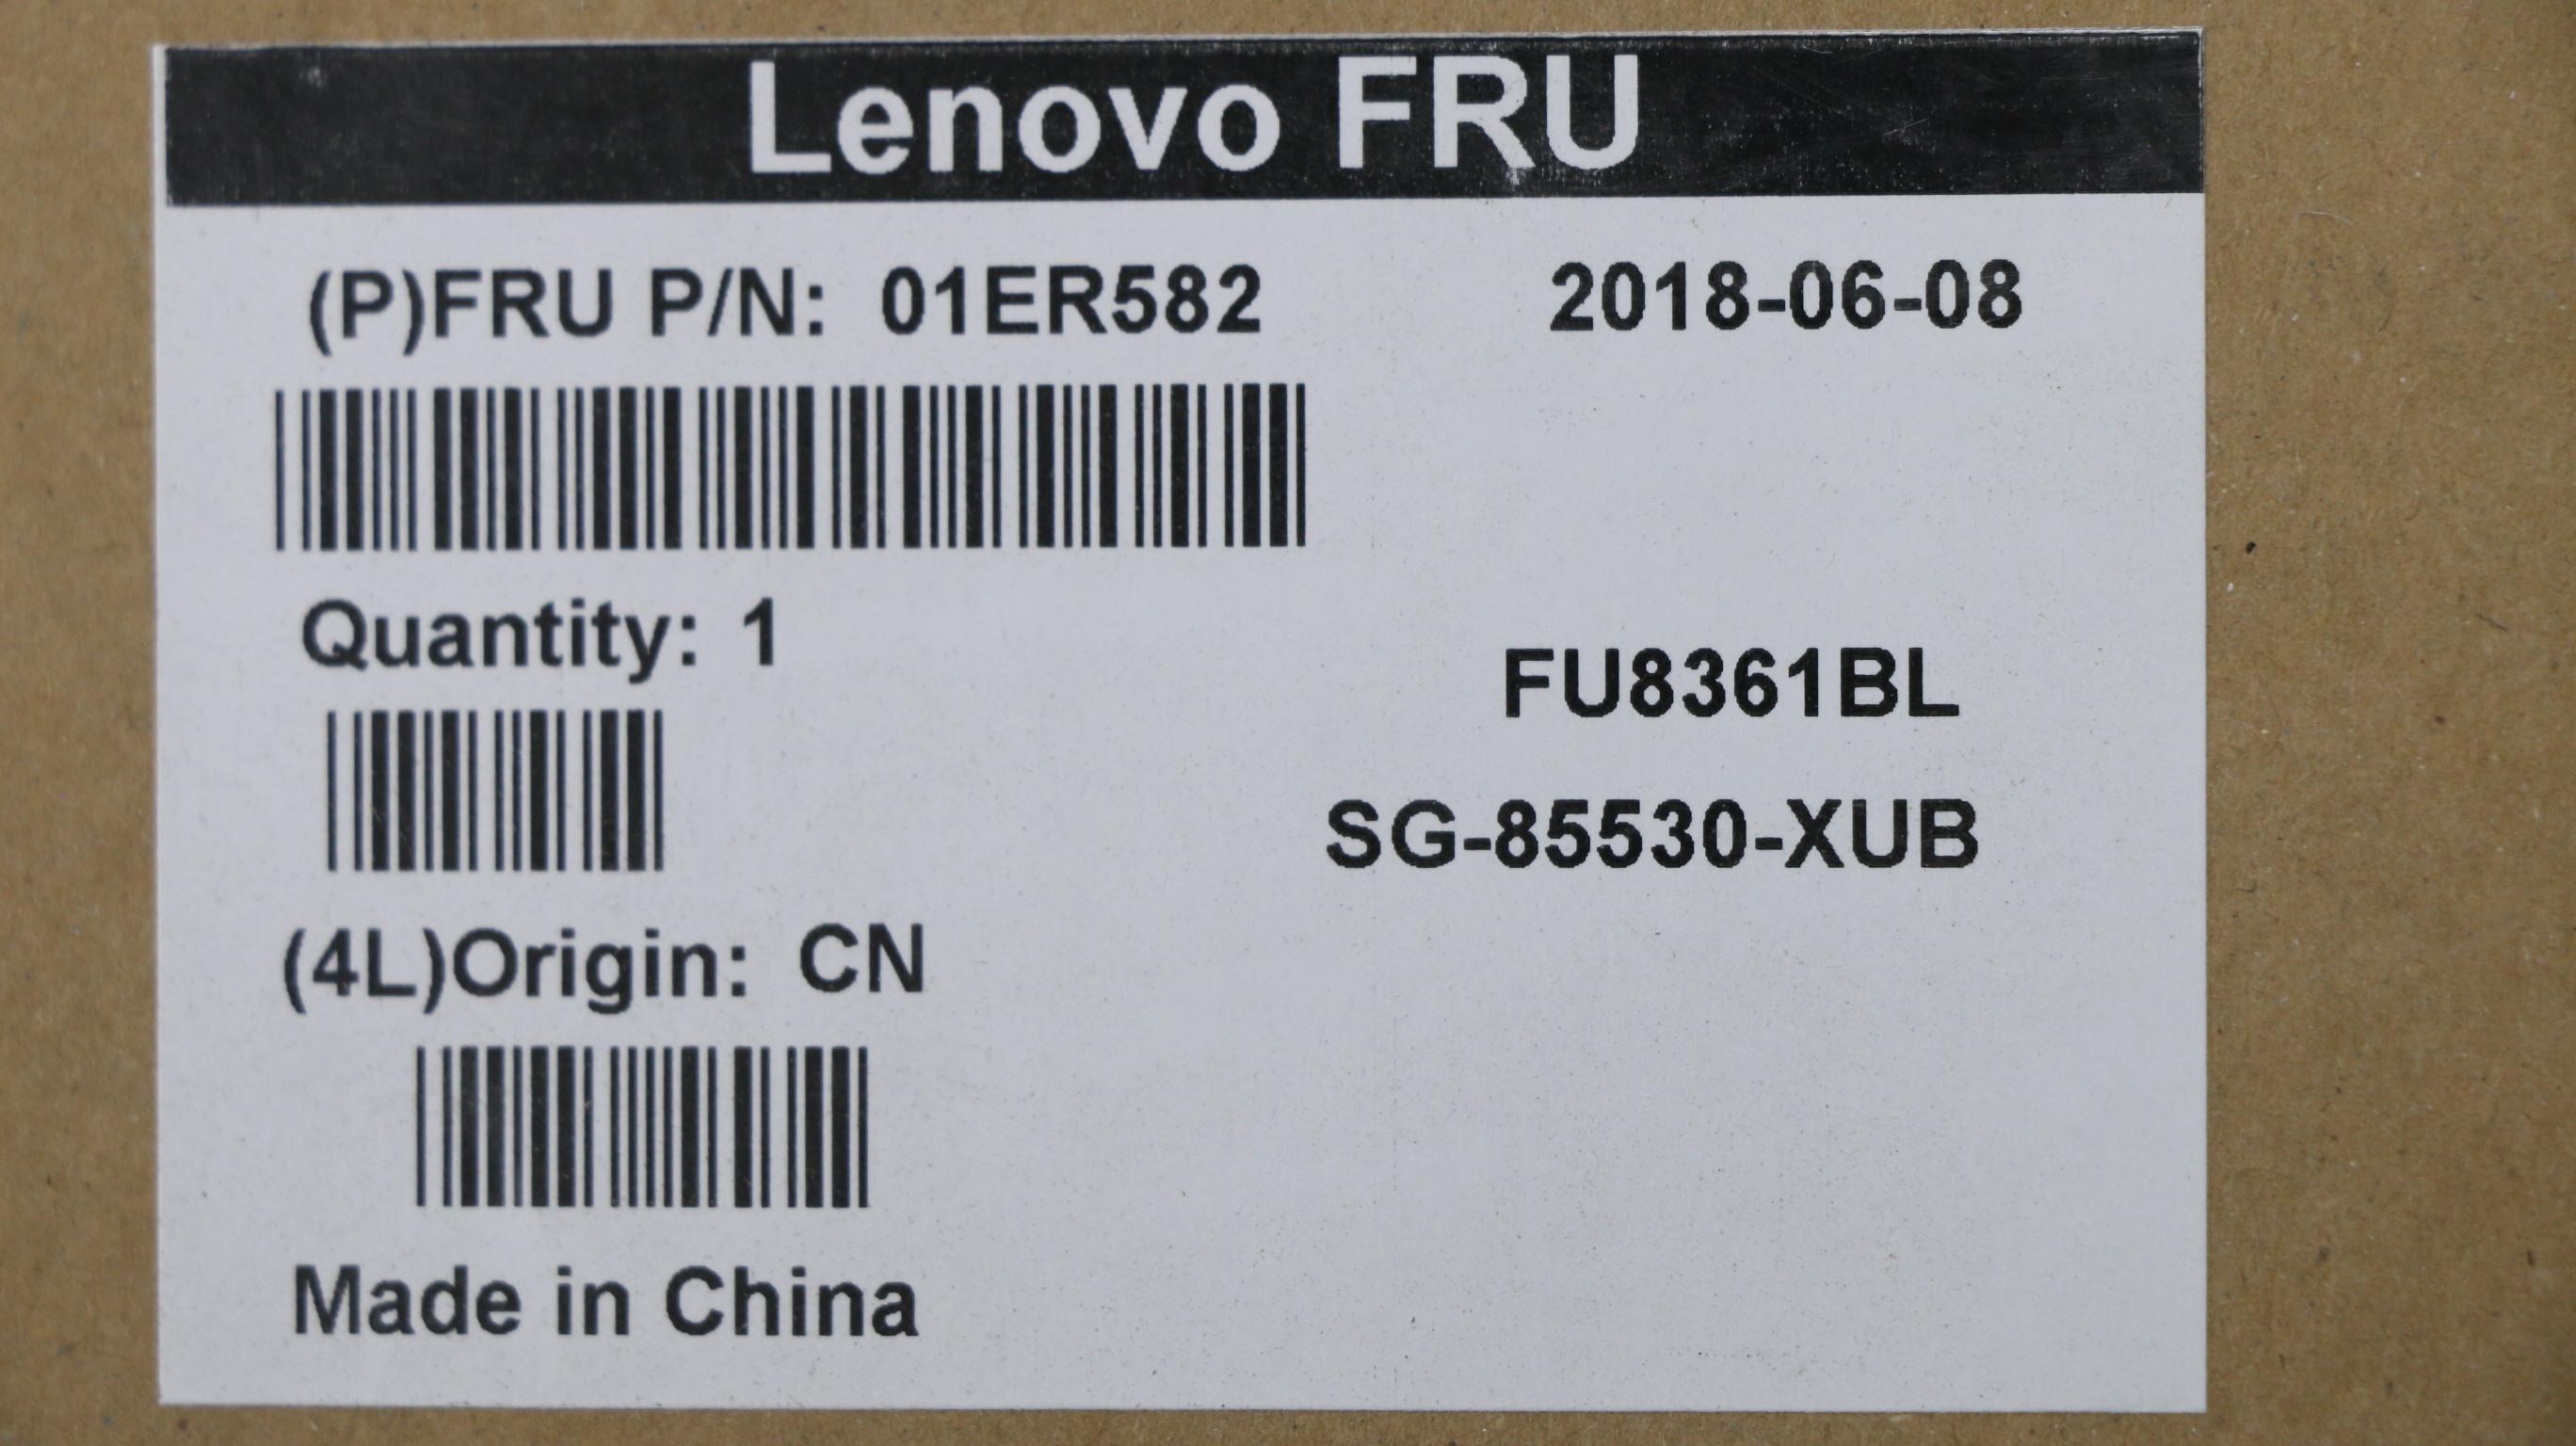 Lenovo FRU
(P)FRU P/N: 01ER582 2018-06-08
Quantity: 1
FU8361BL
SG-85530-XUB
(4L)Origin: CN
Made in China